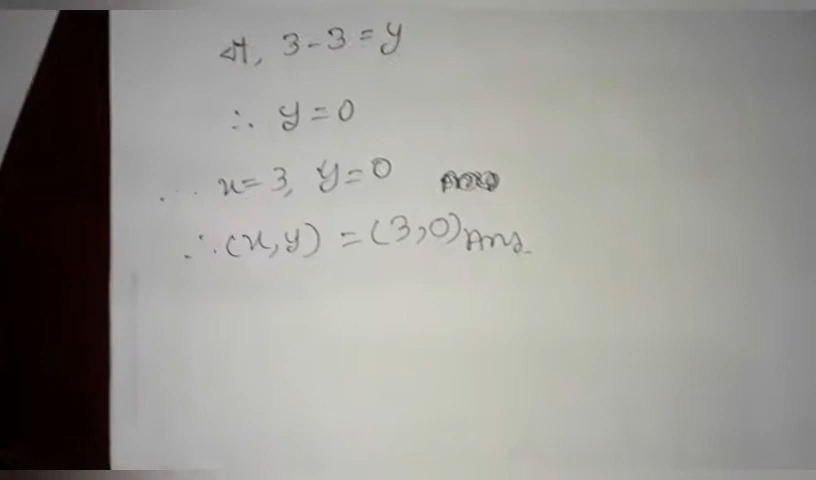 বা, 3-3=y
∴ y=0
∴ x=3, y=0
∴(x,y) = (3,0) Ans.